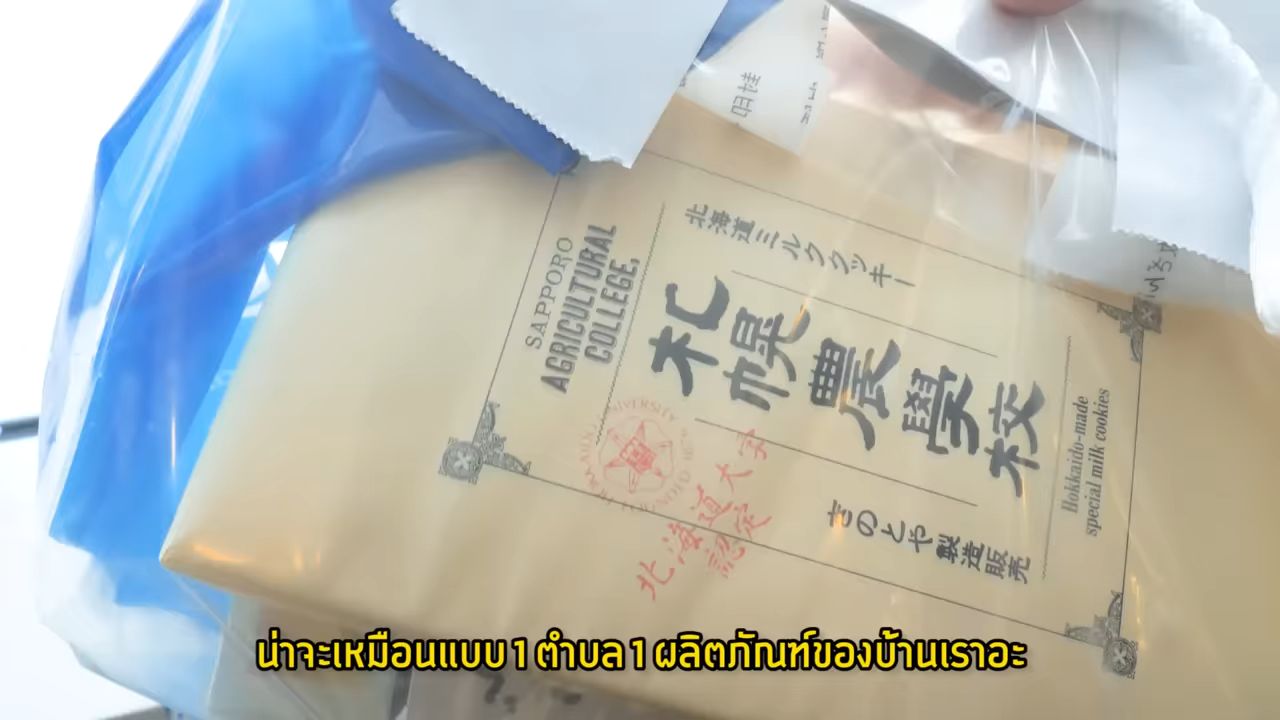 SAPPORO
AGRICULTURAL
COLLEGE,
北海道ミルククッキー
札幌農學校
きのとや製造販売
Hokkaido-made
special milk cookies
北海道大学
認定
น่าจะเหมือนแบบ 1 ตำบล 1 ผลิตภัณฑ์ของบ้านเราอะ